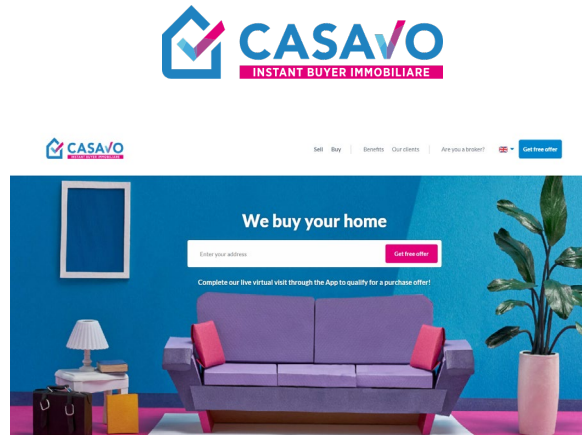 CASAVO
INSTANT BUYER IMMOBILIARE
CASAVO
INSTANT BUYER IMMOBILIARE
Sell Buy Benefits Our clients Are you a broker? Get free offer
We buy your home
Enter your address Get free offer
Complete our live virtual visit through the App to qualify for a purchase offer!